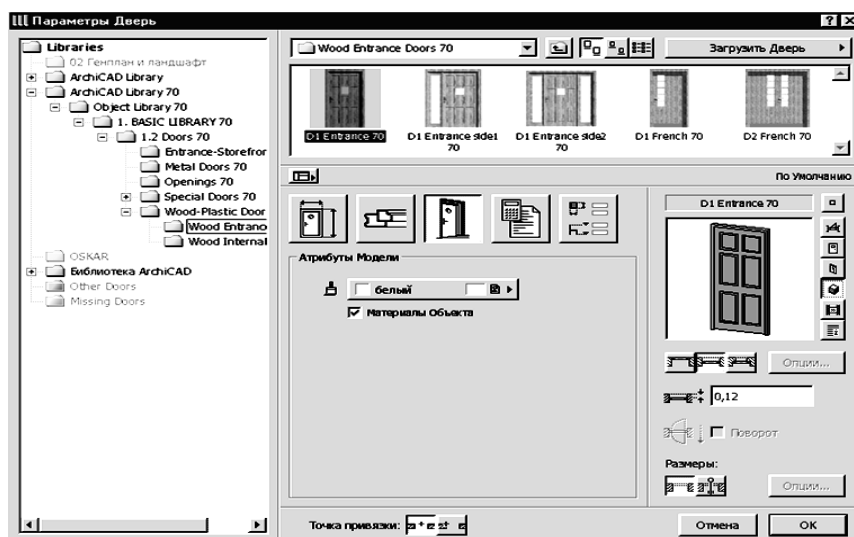 Параметры Дверь
Libraries
02 Генплан и ландшафт
ArchiCAD Library
ArchiCAD Library 70
Object Library 70
1. BASIC LIBRARY 70
1.2 Doors 70
Entrance-Storefror
Metal Doors 70
Openings 70
Special Doors 70
Wood-Plastic Door
Wood Entranc
Wood Internal
OSKAR
Библиотека ArchiCAD
Other Doors
Missing Doors
Wood Entrance Doors 70
Загрузить Дверь
D1 Entrance 70
D1 Entrance side1 70
D1 Entrance side2 70
D1 French 70
D2 French 70
По Умолчанию
D1 Entrance 70
Атрибуты Модели
белый
Материалы Объекта
Опции...
0,12
Поворот
Размеры:
Опции...
Точка привязки:
Отмена
OK